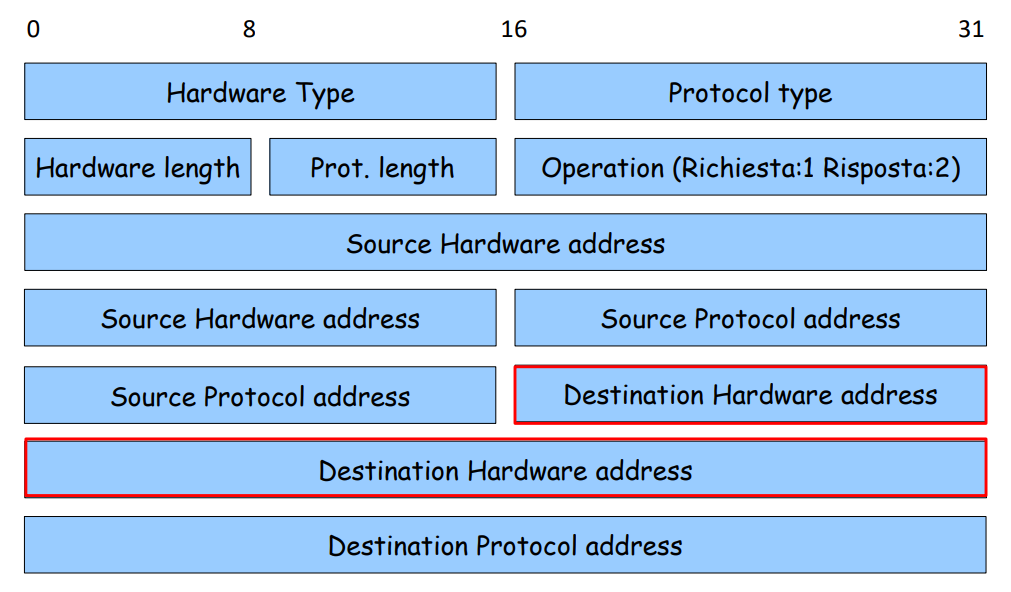 0 8 16 31
Hardware Type Protocol type
Hardware length Prot. length Operation (Richiesta:1 Risposta:2)
Source Hardware address
Source Hardware address Source Protocol address
Source Protocol address Destination Hardware address
Destination Hardware address
Destination Protocol address